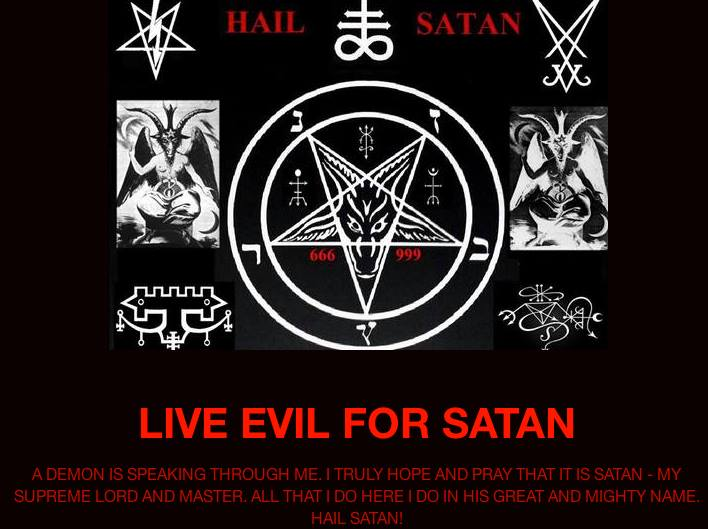 HAIL SATAN
666 999
LIVE EVIL FOR SATAN
A DEMON IS SPEAKING THROUGH ME. I TRULY HOPE AND PRAY THAT IT IS SATAN - MY
SUPREME LORD AND MASTER. ALL THAT I DO HERE I DO IN HIS GREAT AND MIGHTY NAME.
HAIL SATAN!